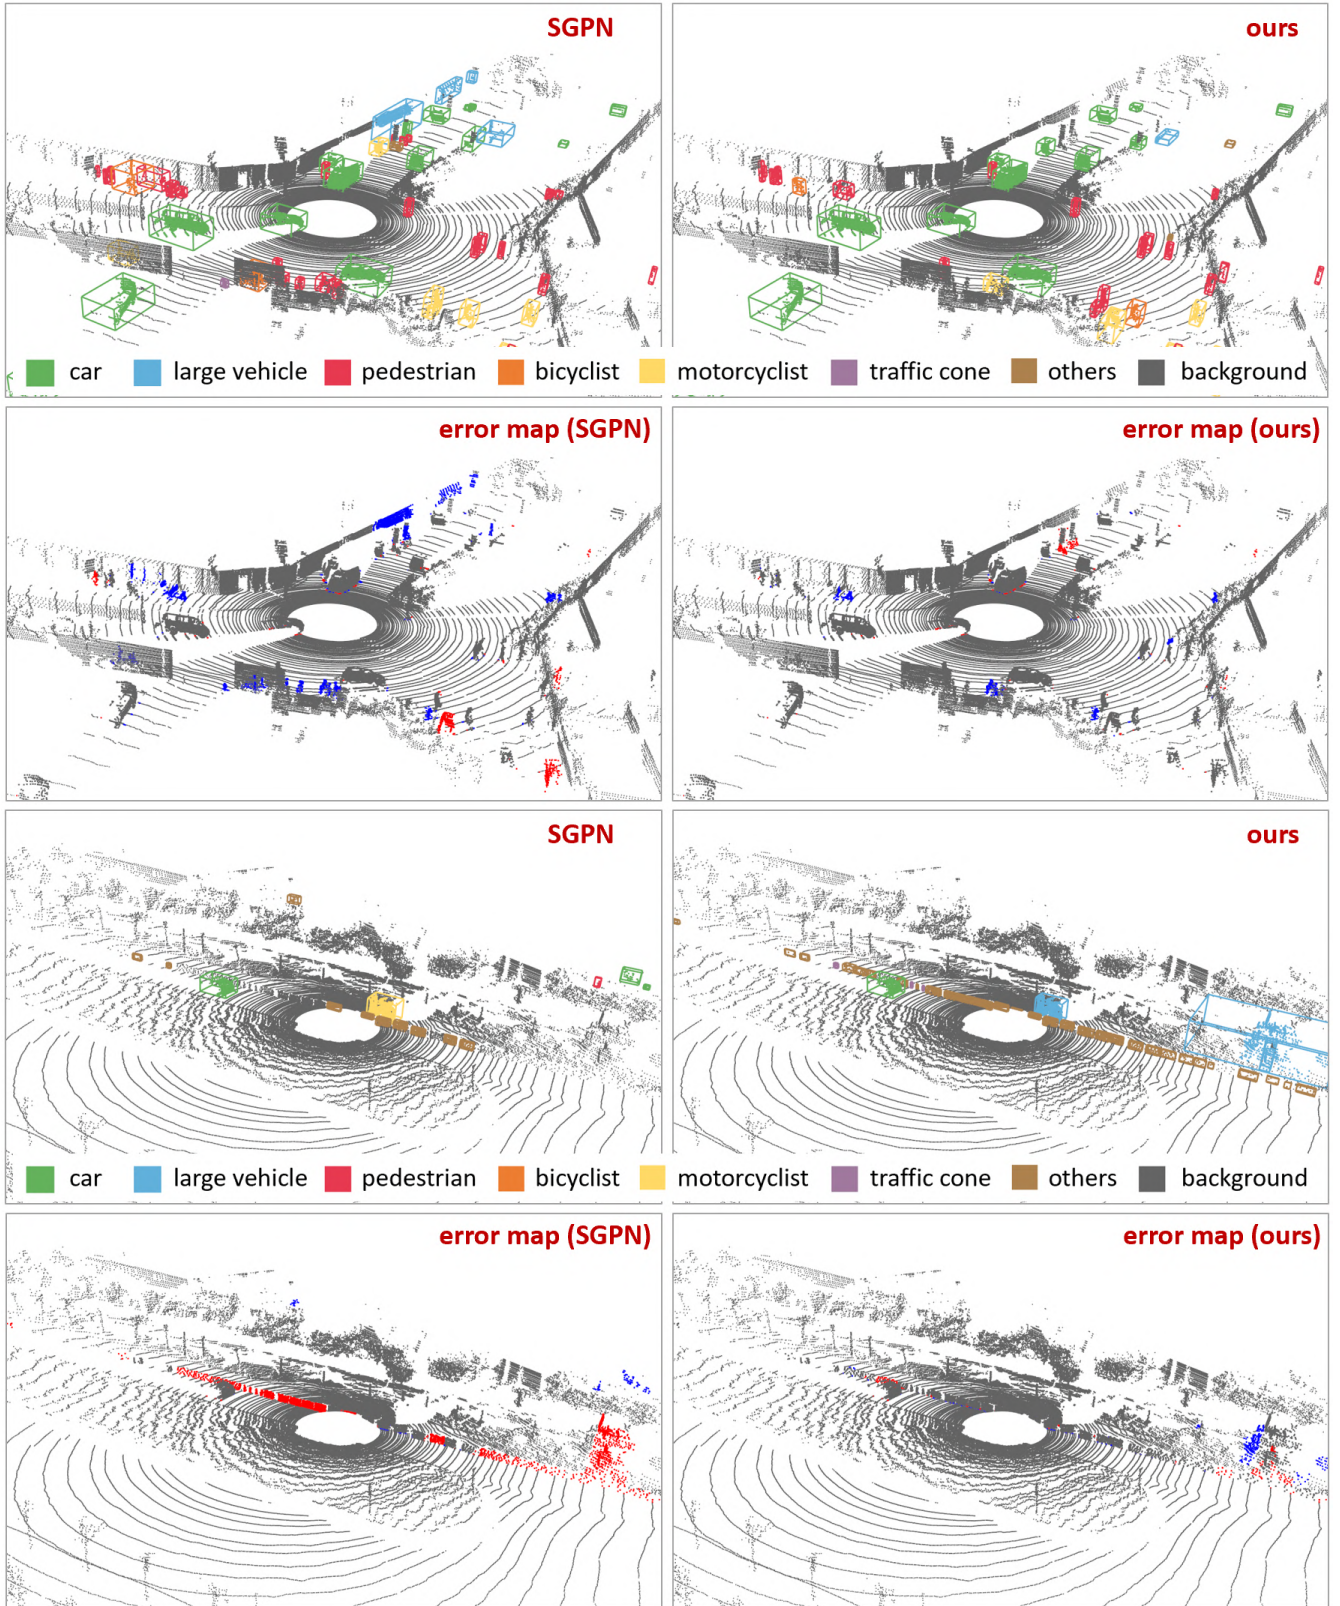 SGPN
ours
car large vehicle pedestrian bicyclist motorcyclist traffic cone others background
error map (SGPN)
error map (ours)
SGPN
ours
car large vehicle pedestrian bicyclist motorcyclist traffic cone others background
error map (SGPN)
error map (ours)